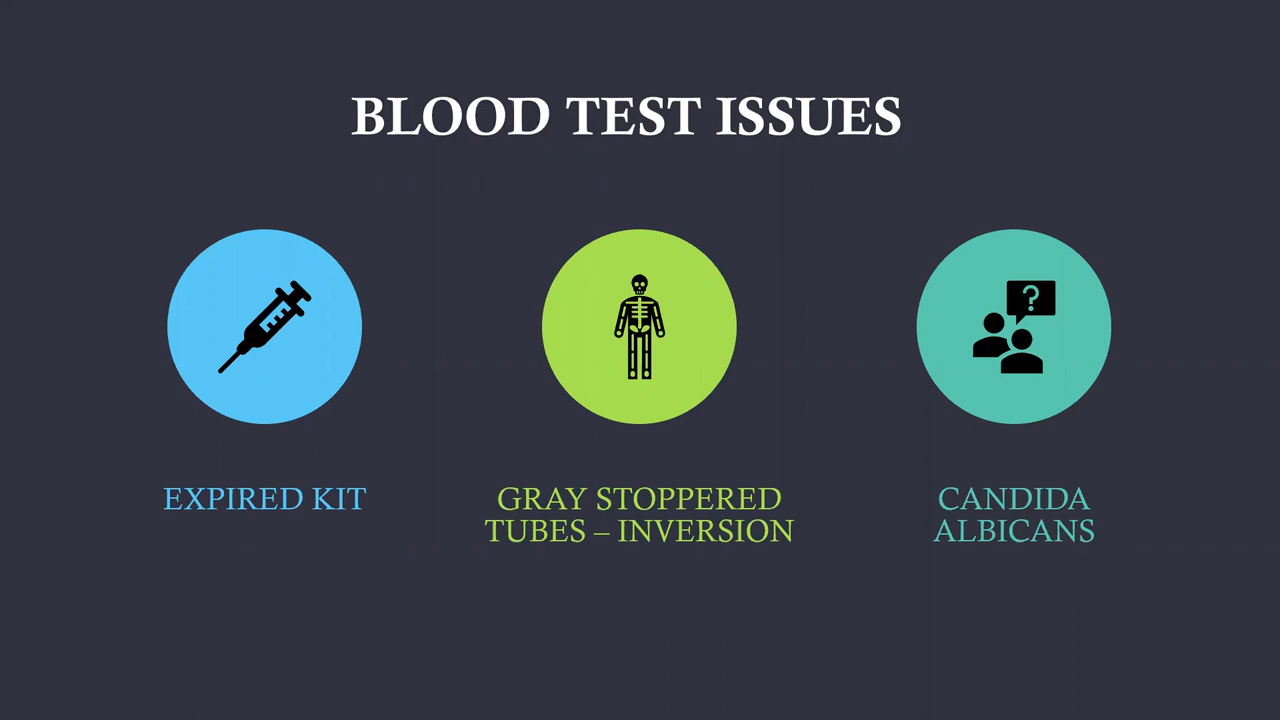 BLOOD TEST ISSUES
?
EXPIRED KIT
GRAY STOPPERED
TUBES – INVERSION
CANDIDA
ALBICANS